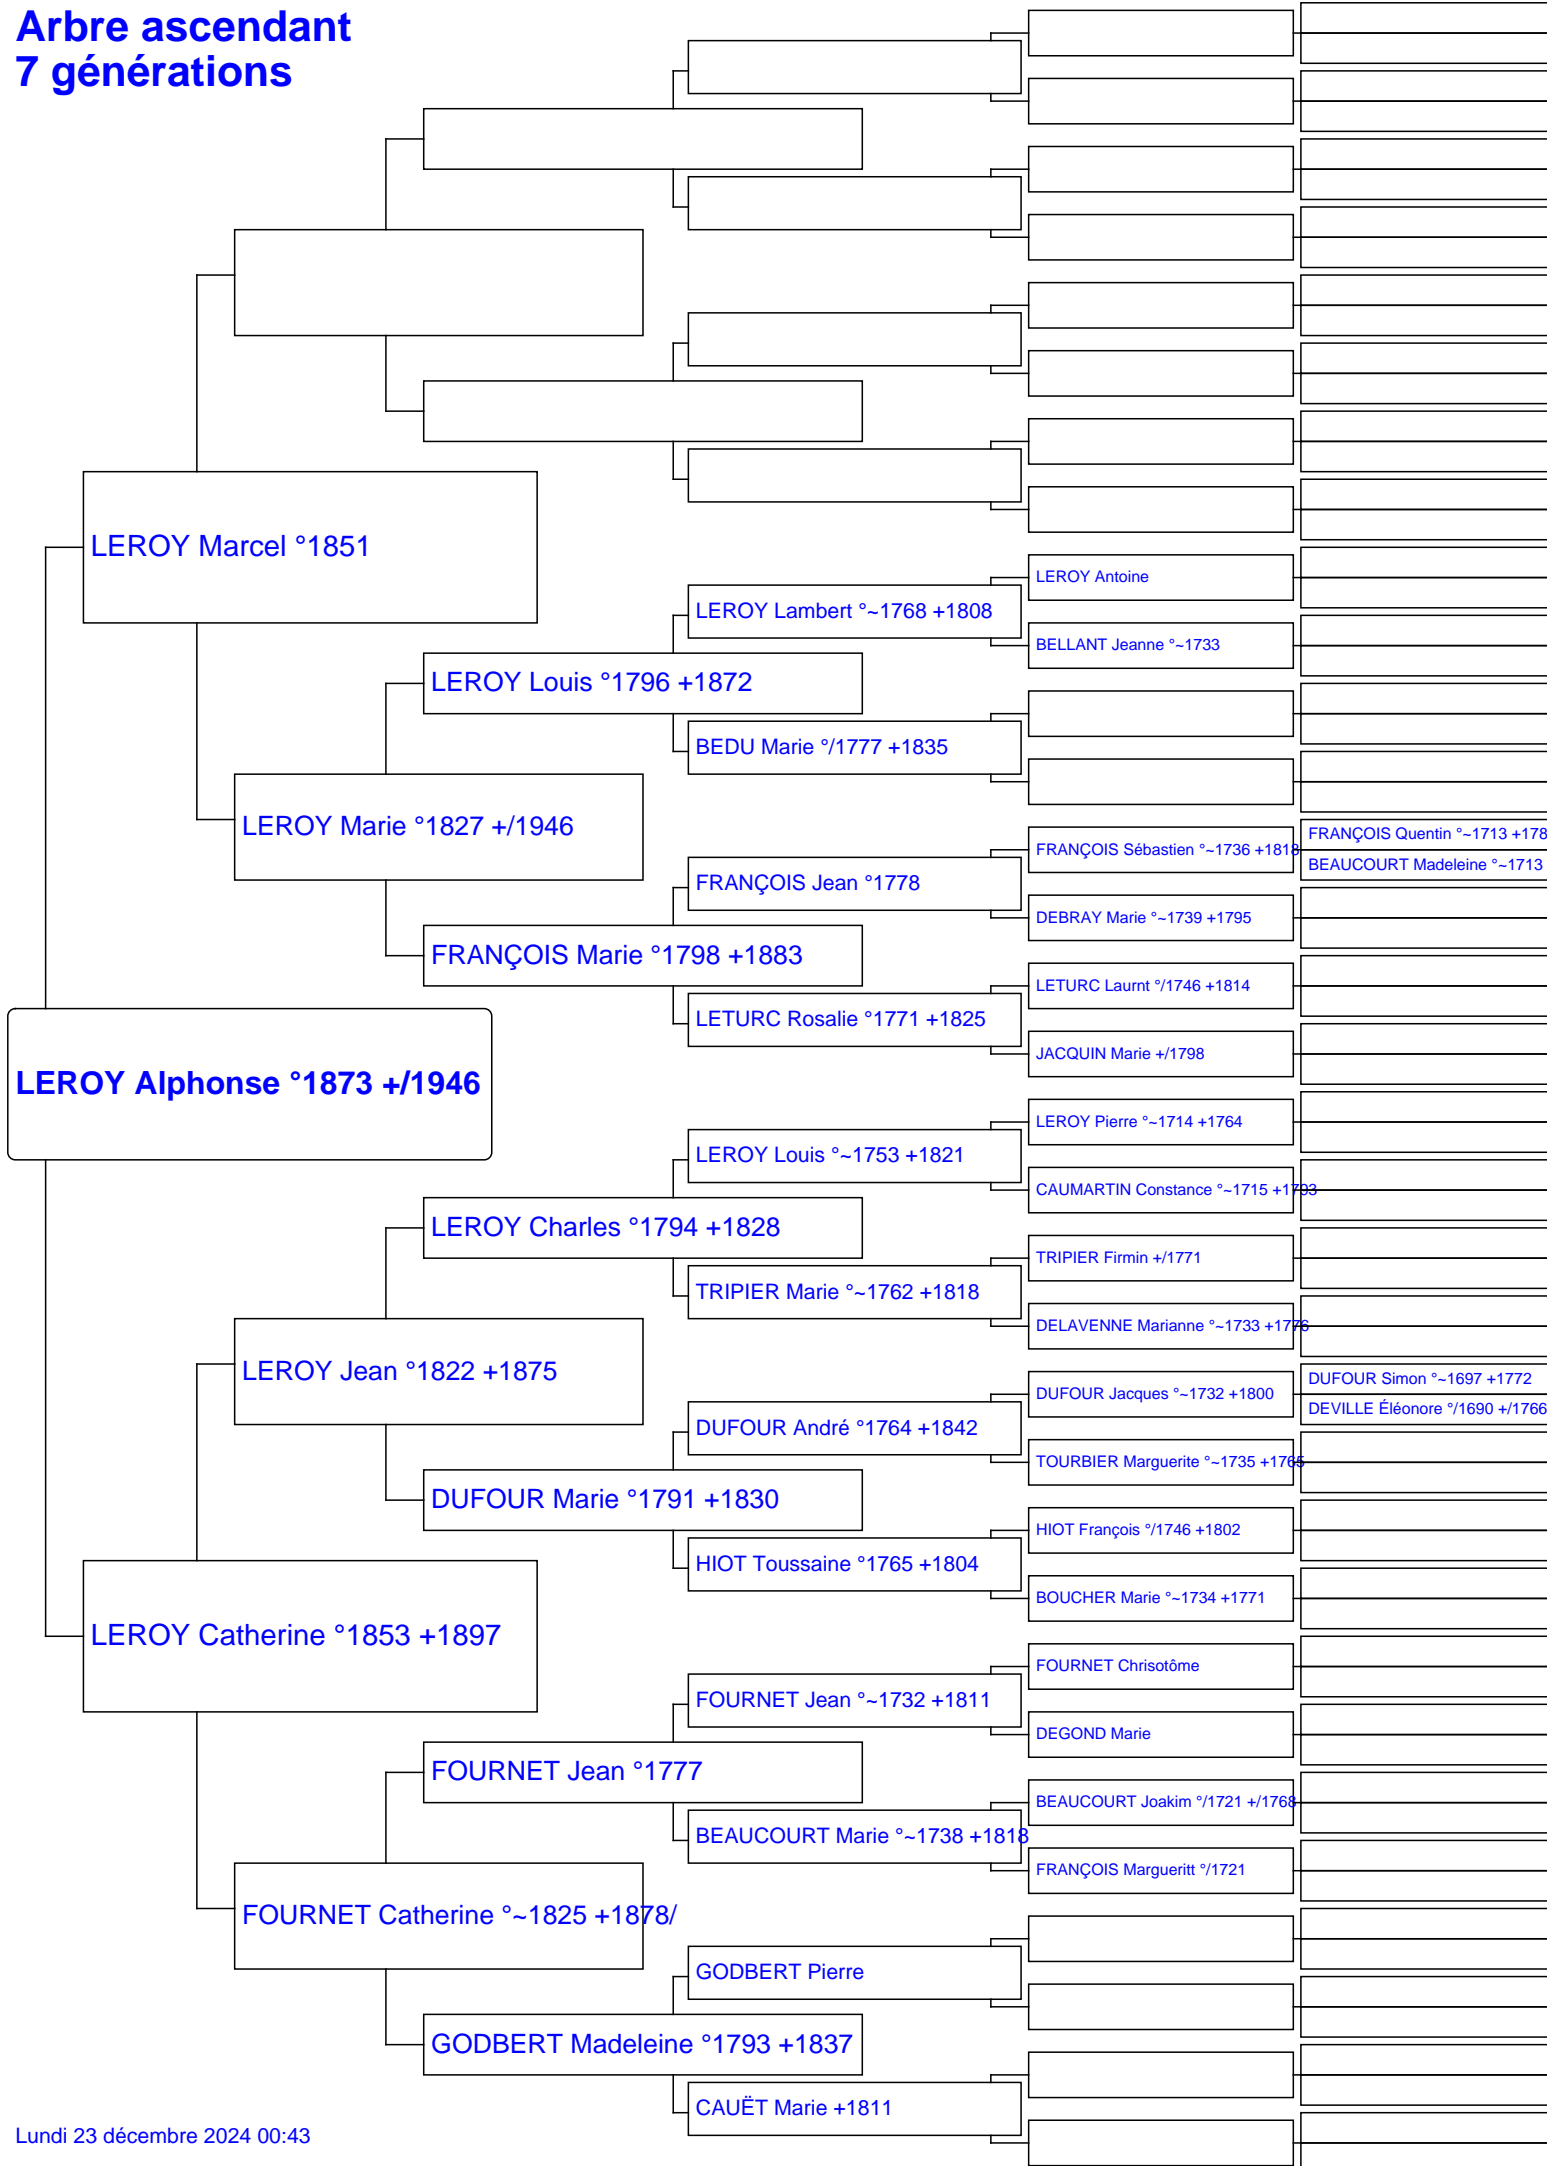 Arbre ascendant
7 générations
LEROY Marcel °1851
LEROY Antoine
LEROY Lambert °~1768 +1808
BELLANT Jeanne °~1733
LEROY Louis °1796 +1872
BEDU Marie °/1777 +1835
LEROY Marie °1827 +/1946
FRANÇOIS Quentin °~1713 +178
FRANÇOIS Sébastien °~1736 +1818
BEAUCOURT Madeleine °~1713
FRANÇOIS Jean °1778
DEBRAY Marie °~1739 +1795
FRANÇOIS Marie °1798 +1883
LETURC Laurnt °/1746 +1814
LETURC Rosalie °1771 +1825
JACQUIN Marie +/1798
LEROY Alphonse °1873 +/1946
LEROY Pierre °~1714 +1764
LEROY Louis °~1753 +1821
CAUMARTIN Constance °~1715 +1793
LEROY Charles °1794 +1828
TRIPIER Firmin +/1771
TRIPIER Marie °~1762 +1818
DELAVENNE Marianne °~1733 +1776
LEROY Jean °1822 +1875
DUFOUR Simon °~1697 +1772
DUFOUR Jacques °~1732 +1800
DEVILLE Éléonore °/1690 +/1766
DUFOUR André °1764 +1842
TOURBIER Marguerite °~1735 +1765
DUFOUR Marie °1791 +1830
HIOT François °/1746 +1802
HIOT Toussaine °1765 +1804
BOUCHER Marie °~1734 +1771
LEROY Catherine °1853 +1897
FOURNET Chrisotôme
FOURNET Jean °~1732 +1811
DEGOND Marie
FOURNET Jean °1777
BEAUCOURT Joakim °/1721 +/1768
BEAUCOURT Marie °~1738 +1818
FRANÇOIS Margueritt °/1721
FOURNET Catherine °~1825 +1878/
GODBERT Pierre
GODBERT Madeleine °1793 +1837
CAUËT Marie +1811
Lundi 23 décembre 2024 00:43